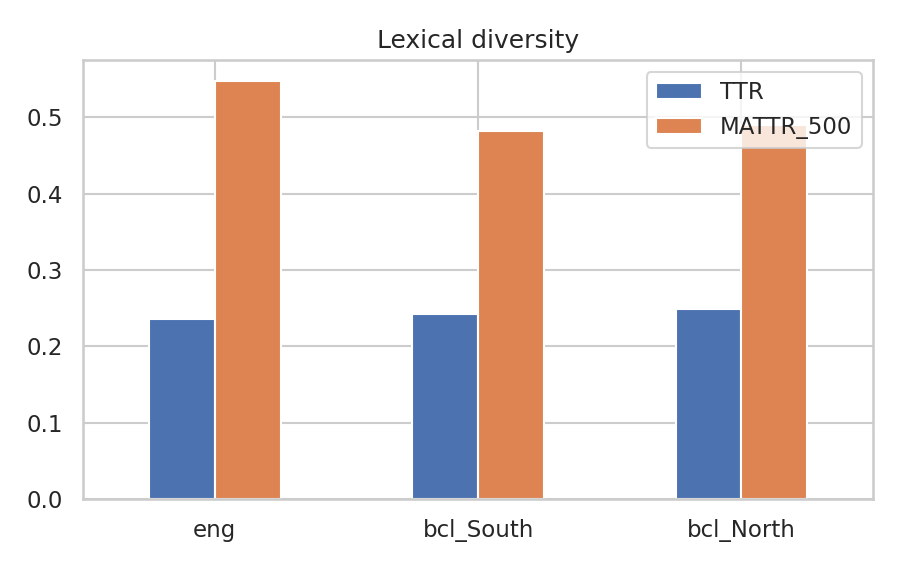 Lexical diversity
TTR
MATTR_500
0.5
0.4
0.3
0.2
0.1
0.0
eng
bcl_South
bcl_North